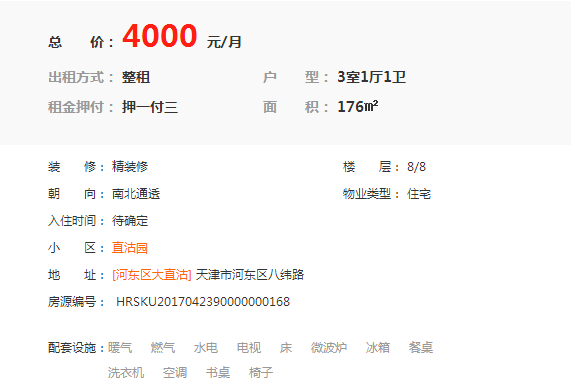 总 价： 4000 元/月
出租方式： 整租 户 型： 3室1厅1卫
租金押付： 押一付三 面 积： 176㎡
装 修： 精装修 楼 层： 8/8
朝 向： 南北通透 物业类型： 住宅
入住时间： 待确定
小 区： 直沽园
地 址： [河东区大直沽] 天津市河东区八纬路
房源编号： HRSKU2017042390000000168
配套设施： 暖气 燃气 水电 电视 床 微波炉 冰箱 餐桌
洗衣机 空调 书桌 椅子